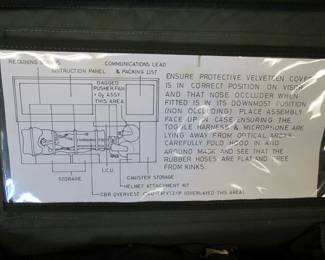 RETAINING
COMMUNICATIONS LEAD
INSTRUCTION PANEL
& PACKING LIST
BAGGED
PUSHER FAN
+ O₂ ASSY
THIS AREA
STORAGE
I.C.U.
CANISTER STORAGE
HELMET ATTACHMENT KIT
CBR OVERVEST (OVERLAYED THIS AREA)
ENSURE PROTECTIVE VELVETEEN COVER
IS IN CORRECT POSITION ON VISOR
AND THAT NOSE OCCLUDER WHEN
FITTED IS IN ITS DOWNMOST POSITION
(NON OCCLUDING). PLACE ASSEMBLY
FACE UP IN CASE ENSURING THE
TOGGLE HARNESS & MICROPHONE ARE
LYING AWAY FROM OPTICAL AREAS
CAREFULLY FOLD HOOD IN AND
AROUND MASK AND SEE THAT THE
RUBBER HOSES ARE FLAT AND FREE
FROM KINKS.